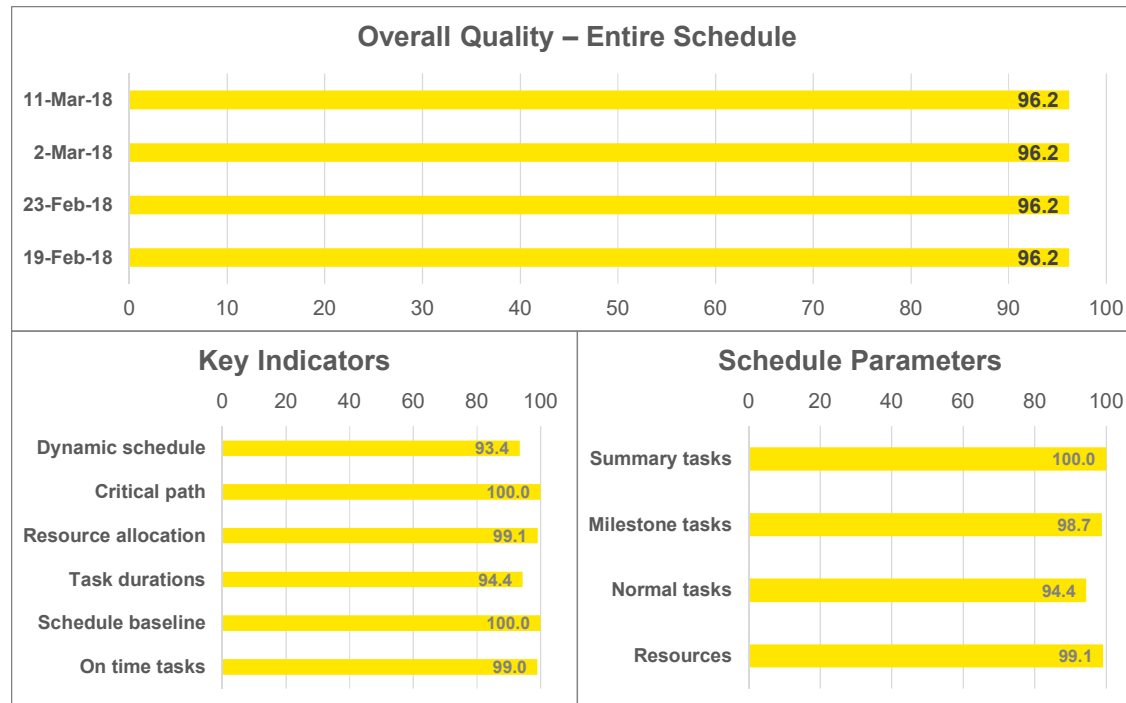 Overall Quality – Entire Schedule
11-Mar-18 96.2
2-Mar-18 96.2
23-Feb-18 96.2
19-Feb-18 96.2
0 10 20 30 40 50 60 70 80 90 100
Key Indicators
0 20 40 60 80 100
Dynamic schedule 93.4
Critical path 100.0
Resource allocation 99.1
Task durations 94.4
Schedule baseline 100.0
On time tasks 99.0
Schedule Parameters
0 20 40 60 80 100
Summary tasks 100.0
Milestone tasks 98.7
Normal tasks 94.4
Resources 99.1